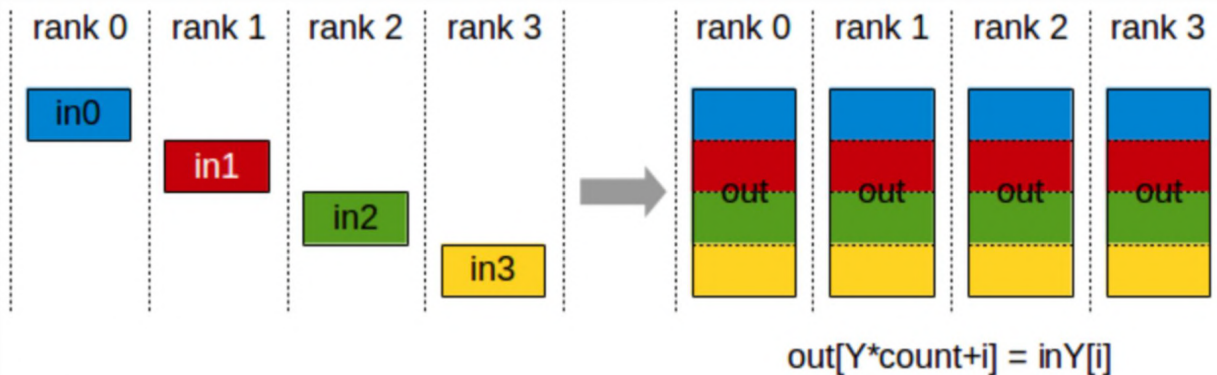 rank 0 rank 1 rank 2 rank 3 rank 0 rank 1 rank 2 rank 3
in0
in1
out out out out
in2
in3
out[Y*count+i] = inY[i]